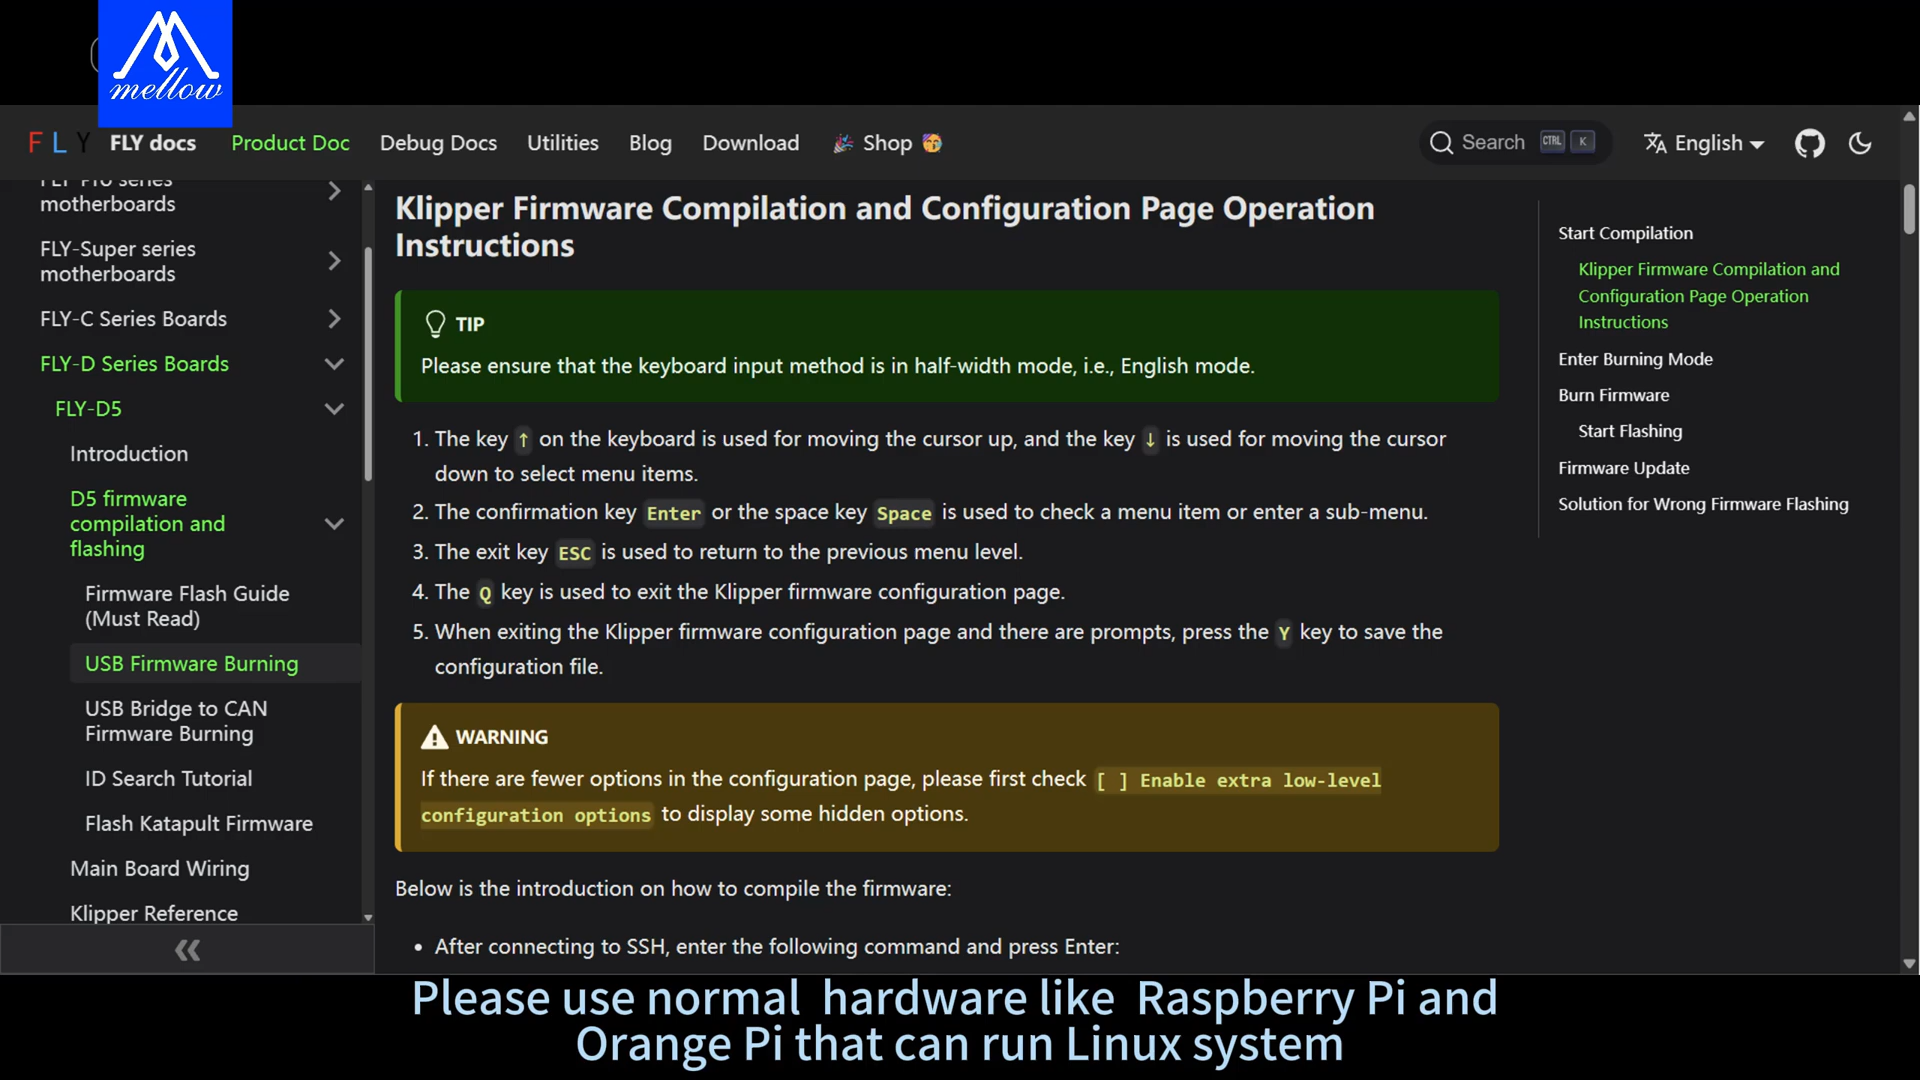 mellow
FLY FLY docs Product Doc Debug Docs Utilities Blog Download 🎉 Shop 🥳 Search CTRL K English
FLY-Pro series
motherboards
FLY-Super series
motherboards
FLY-C Series Boards
FLY-D Series Boards
FLY-D5
Introduction
D5 firmware
compilation and
flashing
Firmware Flash Guide
(Must Read)
USB Firmware Burning
USB Bridge to CAN
Firmware Burning
ID Search Tutorial
Flash Katapult Firmware
Main Board Wiring
Klipper Reference
Klipper Firmware Compilation and Configuration Page Operation
Instructions
TIP
Please ensure that the keyboard input method is in half-width mode, i.e., English mode.
1. The key ↑ on the keyboard is used for moving the cursor up, and the key ↓ is used for moving the cursor
down to select menu items.
2. The confirmation key Enter or the space key Space is used to check a menu item or enter a sub-menu.
3. The exit key ESC is used to return to the previous menu level.
4. The Q key is used to exit the Klipper firmware configuration page.
5. When exiting the Klipper firmware configuration page and there are prompts, press the Y key to save the
configuration file.
WARNING
If there are fewer options in the configuration page, please first check [ ] Enable extra low-level
configuration options to display some hidden options.
Below is the introduction on how to compile the firmware:
• After connecting to SSH, enter the following command and press Enter:
Start Compilation
Klipper Firmware Compilation and
Configuration Page Operation
Instructions
Enter Burning Mode
Burn Firmware
Start Flashing
Firmware Update
Solution for Wrong Firmware Flashing
Please use normal hardware like Raspberry Pi and
Orange Pi that can run Linux system